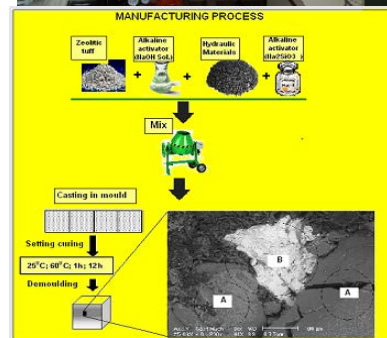 MANUFACTURING PROCESS
Zeolitic
tuff
Alkaline
activator
(NaOH Sol.)
Hydraulic
Materials
Alkaline
activator
(Na2SiO3 )
+
+
+
Mix
Casting in mould
Setting curing
25°C; 60°C; 1h; 12h
Demoulding
B
A
A